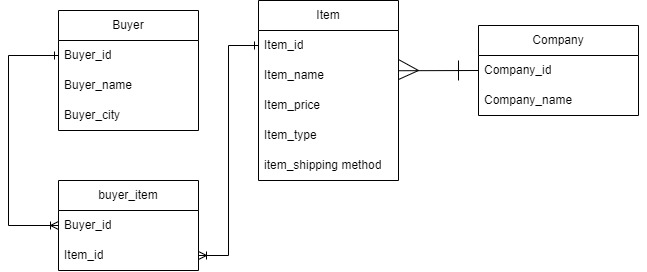 Buyer
Buyer_id
Buyer_name
Buyer_city
buyer_item
Buyer_id
Item_id
Item
Item_id
Item_name
Item_price
Item_type
item_shipping method
Company
Company_id
Company_name